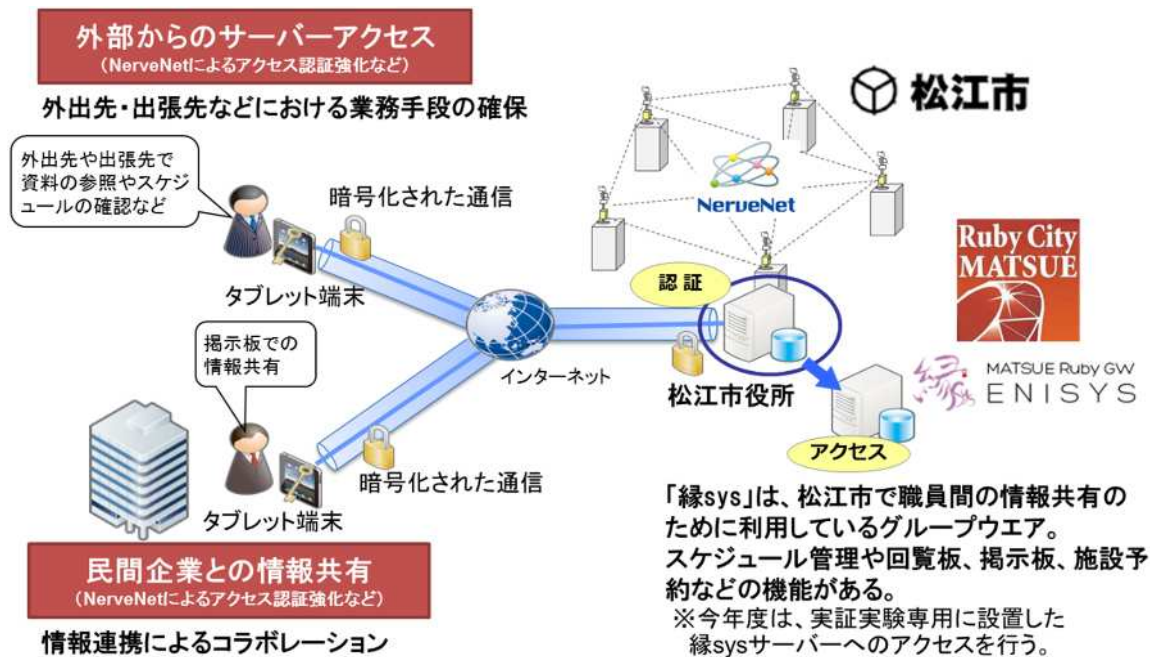 外部からのサーバーアクセス
（NerveNetによるアクセス認証強化など）
外出先・出張先などにおける業務手段の確保
外出先や出張先で
資料の参照やスケジ
ュールの確認など
暗号化された通信
タブレット端末
掲示板での
情報共有
暗号化された通信
タブレット端末
民間企業との情報共有
（NerveNetによるアクセス認証強化など）
情報連携によるコラボレーション
インターネット
松江市
NerveNet
認証
松江市役所
アクセス
Ruby City
MATSUE
縁sys
MATSUE Ruby GW
ENISYS
「縁sys」は、松江市で職員間の情報共有の
ために利用しているグループウエア。
スケジュール管理や回覧板、掲示板、施設予
約などの機能がある。
※今年度は、実証実験専用に設置した
縁sysサーバーへのアクセスを行う。